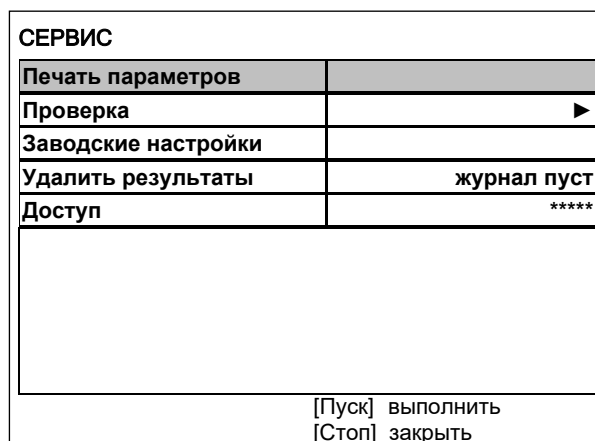 СЕРВИС
Печать параметров
Проверка ►
Заводские настройки
Удалить результаты журнал пуст
Доступ *****
[Пуск] выполнить
[Стоп] закрыть